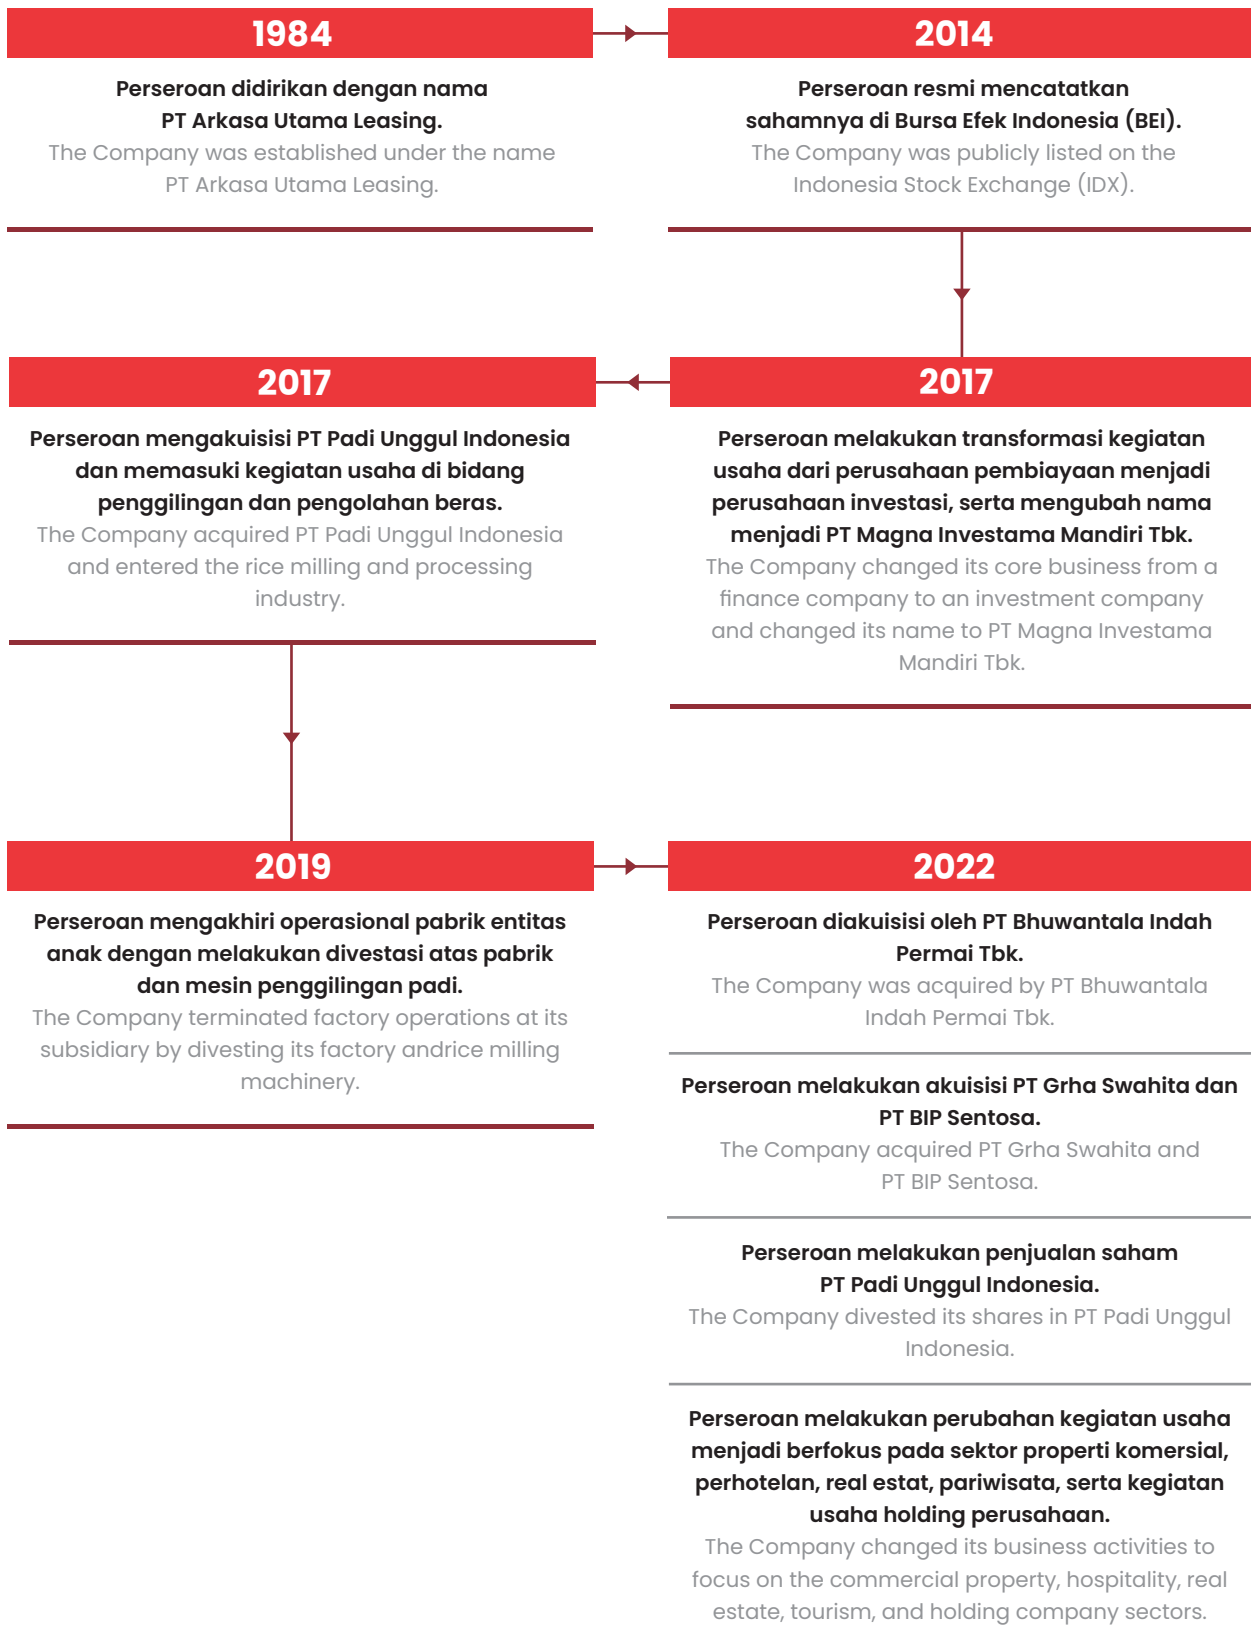 1984
Perseroan didirikan dengan nama
PT Arkasa Utama Leasing.
The Company was established under the name
PT Arkasa Utama Leasing.
2014
Perseroan resmi mencatatkan
sahamnya di Bursa Efek Indonesia (BEI).
The Company was publicly listed on the
Indonesia Stock Exchange (IDX).
2017
Perseroan melakukan transformasi kegiatan
usaha dari perusahaan pembiayaan menjadi
perusahaan investasi, serta mengubah nama
menjadi PT Magna Investama Mandiri Tbk.
The Company changed its core business from a
finance company to an investment company
and changed its name to PT Magna Investama
Mandiri Tbk.
2017
Perseroan mengakuisisi PT Padi Unggul Indonesia
dan memasuki kegiatan usaha di bidang
penggilingan dan pengolahan beras.
The Company acquired PT Padi Unggul Indonesia
and entered the rice milling and processing
industry.
2019
Perseroan mengakhiri operasional pabrik entitas
anak dengan melakukan divestasi atas pabrik
dan mesin penggilingan padi.
The Company terminated factory operations at its
subsidiary by divesting its factory andrice milling
machinery.
2022
Perseroan diakuisisi oleh PT Bhuwantala Indah
Permai Tbk.
The Company was acquired by PT Bhuwantala
Indah Permai Tbk.
Perseroan melakukan akuisisi PT Grha Swahita dan
PT BIP Sentosa.
The Company acquired PT Grha Swahita and
PT BIP Sentosa.
Perseroan melakukan penjualan saham
PT Padi Unggul Indonesia.
The Company divested its shares in PT Padi Unggul
Indonesia.
Perseroan melakukan perubahan kegiatan usaha
menjadi berfokus pada sektor properti komersial,
perhotelan, real estat, pariwisata, serta kegiatan
usaha holding perusahaan.
The Company changed its business activities to
focus on the commercial property, hospitality, real
estate, tourism, and holding company sectors.